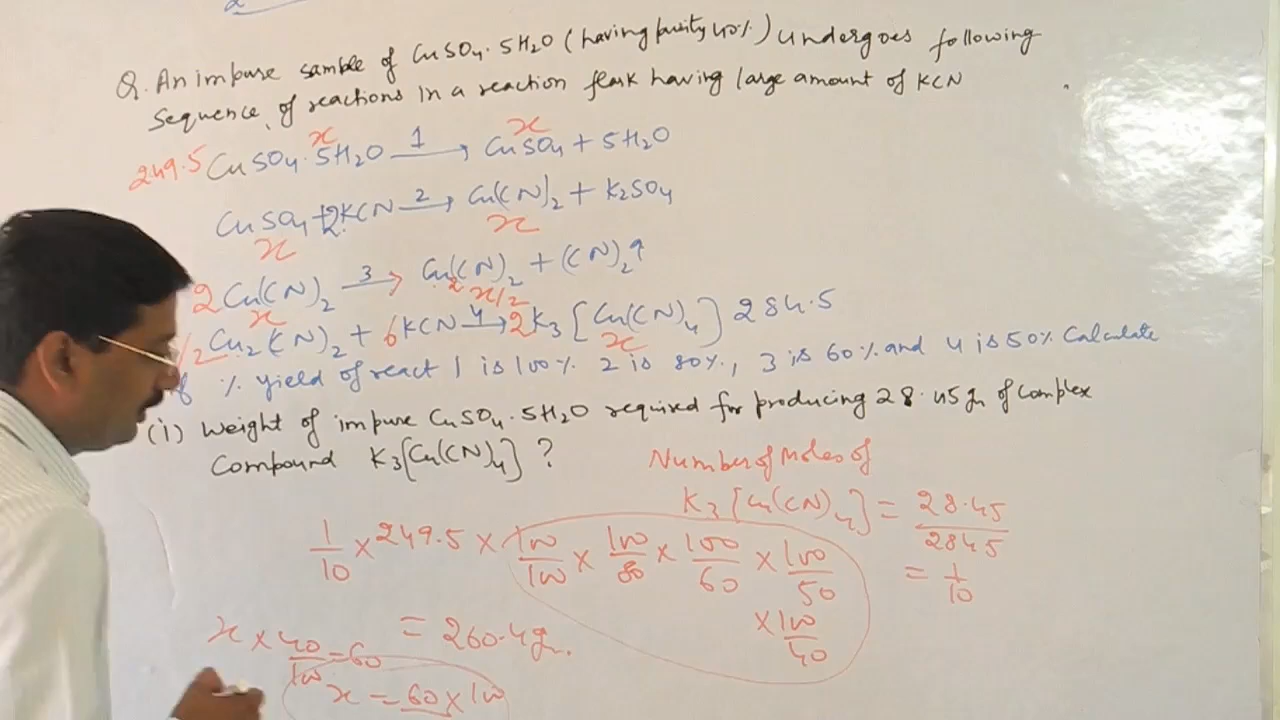 Q. An impure sample of CuSO4.5H2O (having purity 40%) undergoes following
Sequence of reactions in a reaction flask having large amount of KCN
x x
249.5 CuSO4.5H2O 1→ CuSO4 + 5H2O
CuSO4 + 2KCN 2→ Cu(CN)2 + K2SO4
x x
2Cu(CN)2 3→ Cu2(CN)2 + (CN)2↑
x x/2
/2 Cu2(CN)2 + 6KCN 4→ 2K3[Cu(CN)4] 284.5
x
% yield of react 1 is 100% 2 is 80%, 3 is 60% and 4 is 50% Calculate
(i) Weight of impure CuSO4.5H2O required for producing 28.45 gm of complex
Compound K3[Cu(CN)4] ?
Number of Moles of
K3[Cu(CN)4] = 28.45/284.5
= 1/10
1/10 × 249.5 × 100/100 × 100/80 × 100/60 × 100/50
× 100/40
= 260.4 gm.
x × 40/100 = 60
x = 60 × 100